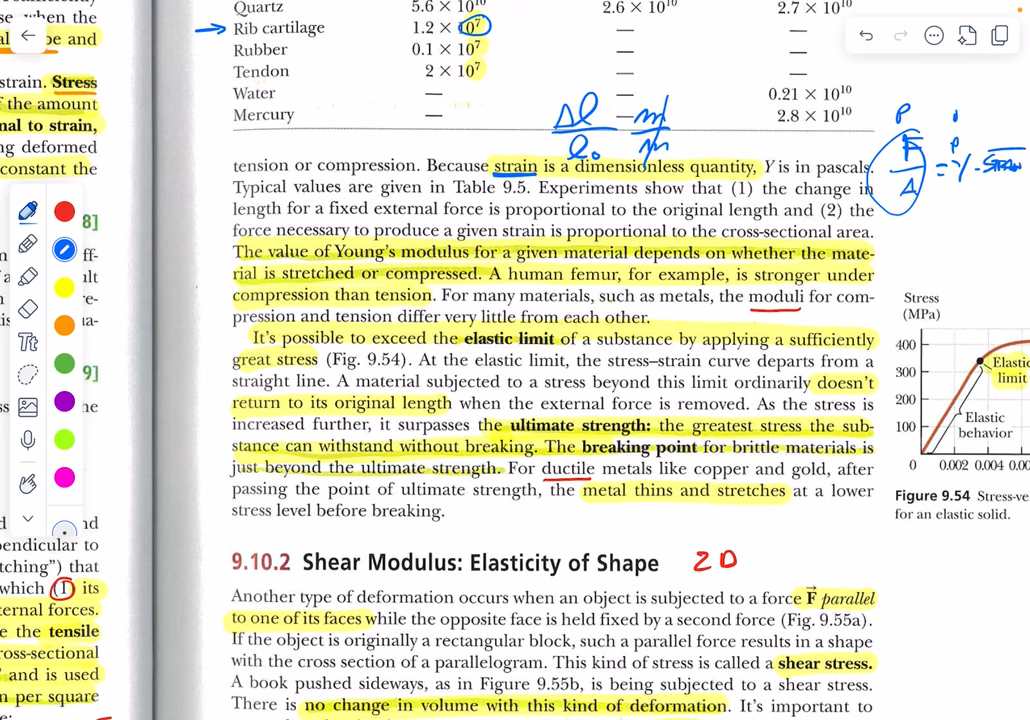 se when the
al
be and
strain. Stress
f the amount
nal to strain,
ng deformed
constant the
8]
ff-
ult
re-
ua-
9]
ne
nd
pendicular to
tching") that
which (1) its
ternal forces.
e the tensile
ross-sectional
and is used
n per square
Quartz 5.6 × 10¹⁰ 2.6 × 10¹⁰ 2.7 × 10¹⁰
→ Rib cartilage 1.2 × 10⁷ — —
Rubber 0.1 × 10⁷ — —
Tendon 2 × 10⁷ — —
Water — — 0.21 × 10¹⁰
Mercury — — 2.8 × 10¹⁰
Δl/l₀ m/m
P
P
F/A = Y · STRAIN
tension or compression. Because strain is a dimensionless quantity, Y is in pascals.
Typical values are given in Table 9.5. Experiments show that (1) the change in
length for a fixed external force is proportional to the original length and (2) the
force necessary to produce a given strain is proportional to the cross-sectional area.
The value of Young's modulus for a given material depends on whether the mate-
rial is stretched or compressed. A human femur, for example, is stronger under
compression than tension. For many materials, such as metals, the moduli for com-
pression and tension differ very little from each other.
It's possible to exceed the elastic limit of a substance by applying a sufficiently
great stress (Fig. 9.54). At the elastic limit, the stress–strain curve departs from a
straight line. A material subjected to a stress beyond this limit ordinarily doesn't
return to its original length when the external force is removed. As the stress is
increased further, it surpasses the ultimate strength: the greatest stress the sub-
stance can withstand without breaking. The breaking point for brittle materials is
just beyond the ultimate strength. For ductile metals like copper and gold, after
passing the point of ultimate strength, the metal thins and stretches at a lower
stress level before breaking.
9.10.2 Shear Modulus: Elasticity of Shape 2D
Another type of deformation occurs when an object is subjected to a force F⃗ parallel
to one of its faces while the opposite face is held fixed by a second force (Fig. 9.55a).
If the object is originally a rectangular block, such a parallel force results in a shape
with the cross section of a parallelogram. This kind of stress is called a shear stress.
A book pushed sideways, as in Figure 9.55b, is being subjected to a shear stress.
There is no change in volume with this kind of deformation. It's important to
Stress
(MPa)
400
300
200
100
0
0.002 0.004 0.00
Elastic
limit
Elastic
behavior
Figure 9.54 Stress-ve
for an elastic solid.
Tt